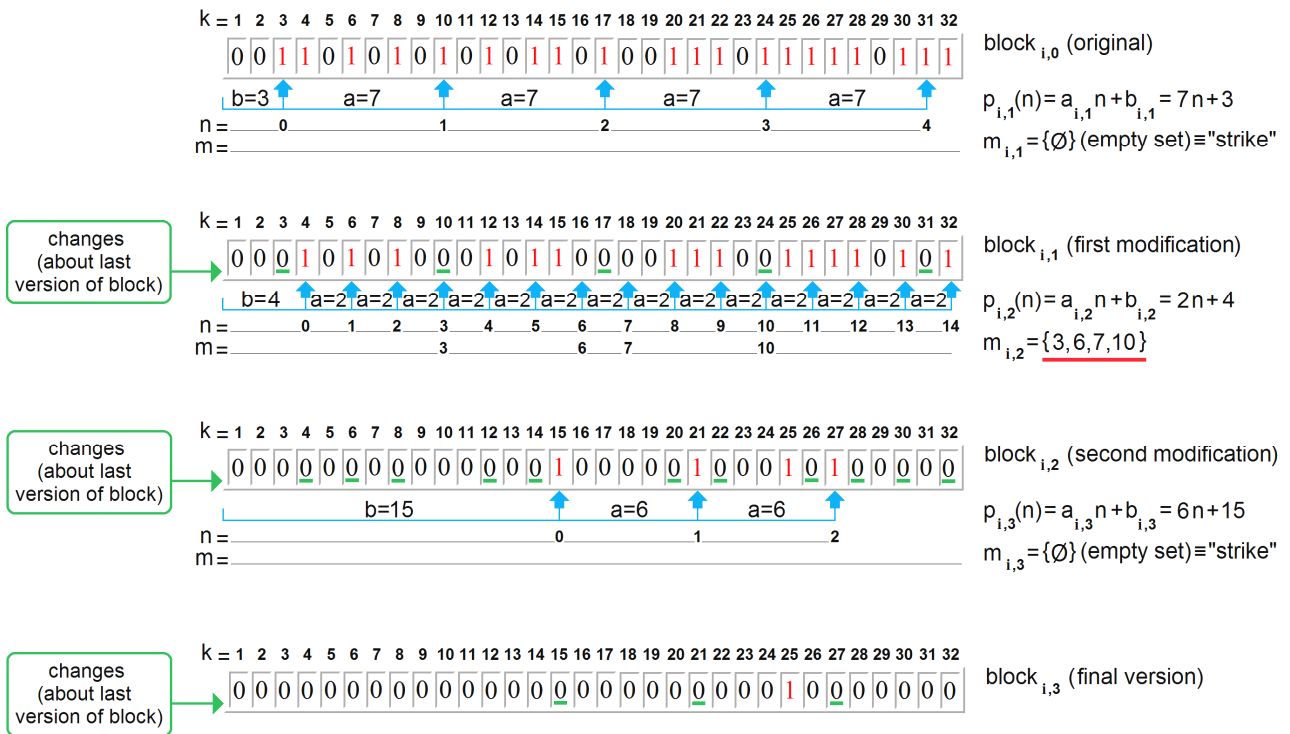 k = 1 2 3 4 5 6 7 8 9 10 11 12 13 14 15 16 17 18 19 20 21 22 23 24 25 26 27 28 29 30 31 32
0 0 1 1 0 1 0 1 0 1 0 1 0 1 1 0 1 0 0 1 1 1 0 1 1 1 1 1 0 1 1 1
block i,0 (original)
b=3 a=7 a=7 a=7 a=7
p i,1 (n) = a i,1 n + b i,1 = 7n+3
n = 0 1 2 3 4
m i,1 = {Ø} (empty set) ≡ "strike"
m =
changes
(about last
version of block)
k = 1 2 3 4 5 6 7 8 9 10 11 12 13 14 15 16 17 18 19 20 21 22 23 24 25 26 27 28 29 30 31 32
0 0 0 1 0 1 0 1 0 0 0 1 0 1 1 0 0 0 0 1 1 1 0 0 1 1 1 1 0 1 0 1
block i,1 (first modification)
b=4 a=2 a=2 a=2 a=2 a=2 a=2 a=2 a=2 a=2 a=2 a=2 a=2 a=2 a=2
p i,2 (n) = a i,2 n + b i,2 = 2n+4
n = 0 1 2 3 4 5 6 7 8 9 10 11 12 13 14
m = 3 6 7 10
m i,2 = {3,6,7,10}
changes
(about last
version of block)
k = 1 2 3 4 5 6 7 8 9 10 11 12 13 14 15 16 17 18 19 20 21 22 23 24 25 26 27 28 29 30 31 32
0 0 0 0 0 0 0 0 0 0 0 0 0 0 1 0 0 0 0 0 1 0 0 0 1 0 1 0 0 0 0 0
block i,2 (second modification)
b=15 a=6 a=6
p i,3 (n) = a i,3 n + b i,3 = 6n+15
n = 0 1 2
m i,3 = {Ø} (empty set) ≡ "strike"
m =
changes
(about last
version of block)
k = 1 2 3 4 5 6 7 8 9 10 11 12 13 14 15 16 17 18 19 20 21 22 23 24 25 26 27 28 29 30 31 32
0 0 0 0 0 0 0 0 0 0 0 0 0 0 0 0 0 0 0 0 0 0 0 0 1 0 0 0 0 0 0 0
block i,3 (final version)